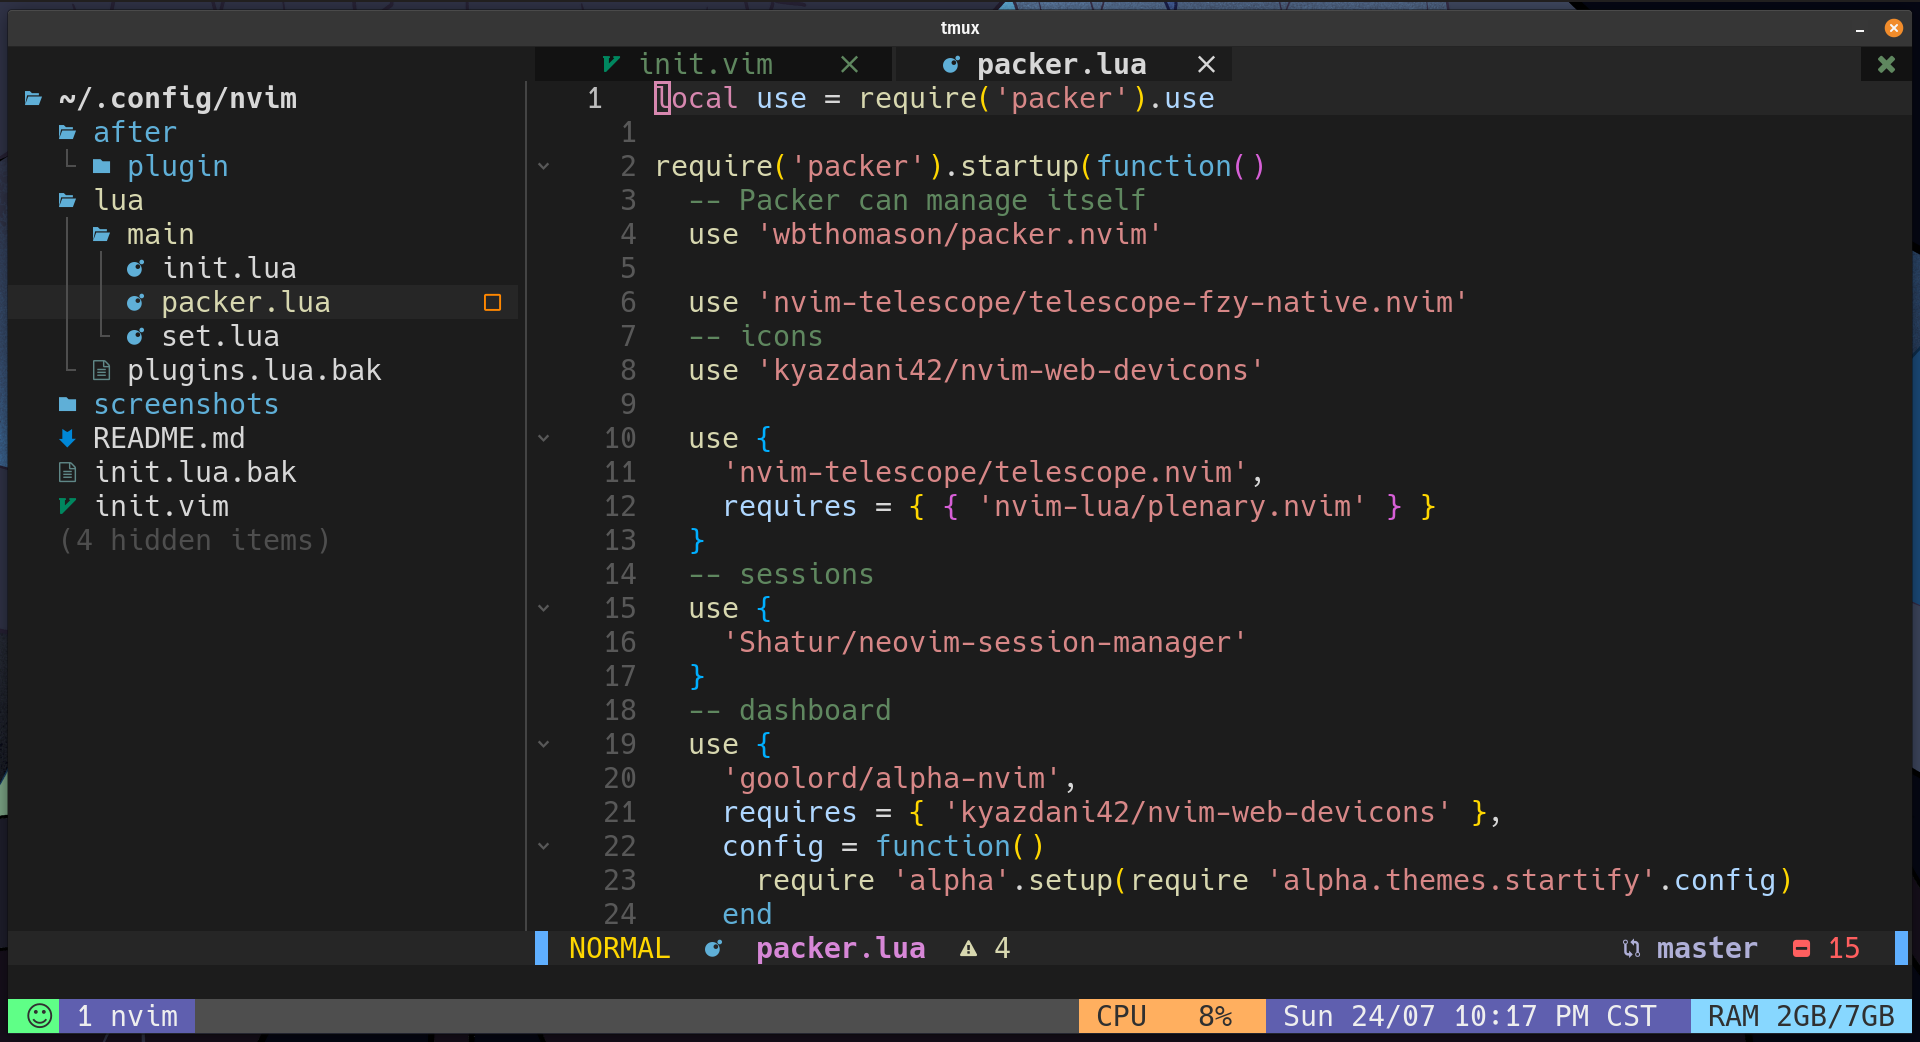 tmux
init.vim
packer.lua
~/.config/nvim
after
plugin
lua
main
init.lua
packer.lua
set.lua
plugins.lua.bak
screenshots
README.md
init.lua.bak
init.vim
(4 hidden items)
1 local use = require('packer').use
1
2 require('packer').startup(function()
3 -- Packer can manage itself
4 use 'wbthomason/packer.nvim'
5
6 use 'nvim-telescope/telescope-fzy-native.nvim'
7 -- icons
8 use 'kyazdani42/nvim-web-devicons'
9
10 use {
11 'nvim-telescope/telescope.nvim',
12 requires = { { 'nvim-lua/plenary.nvim' } }
13 }
14 -- sessions
15 use {
16 'Shatur/neovim-session-manager'
17 }
18 -- dashboard
19 use {
20 'goolord/alpha-nvim',
21 requires = { 'kyazdani42/nvim-web-devicons' },
22 config = function()
23 require 'alpha'.setup(require 'alpha.themes.startify'.config)
24 end
NORMAL packer.lua 4 master 15
1 nvim CPU 8% Sun 24/07 10:17 PM CST RAM 2GB/7GB